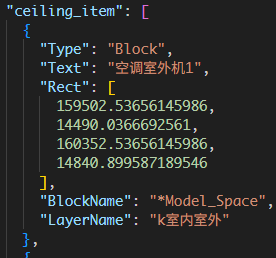 "ceiling_item": [
{
"Type": "Block",
"Text": "空调室外机1",
"Rect": [
159502.53656145986,
14490.0366692561,
160352.53656145986,
14840.899587189546
],
"BlockName": "*Model_Space",
"LayerName": "k室内室外"
},